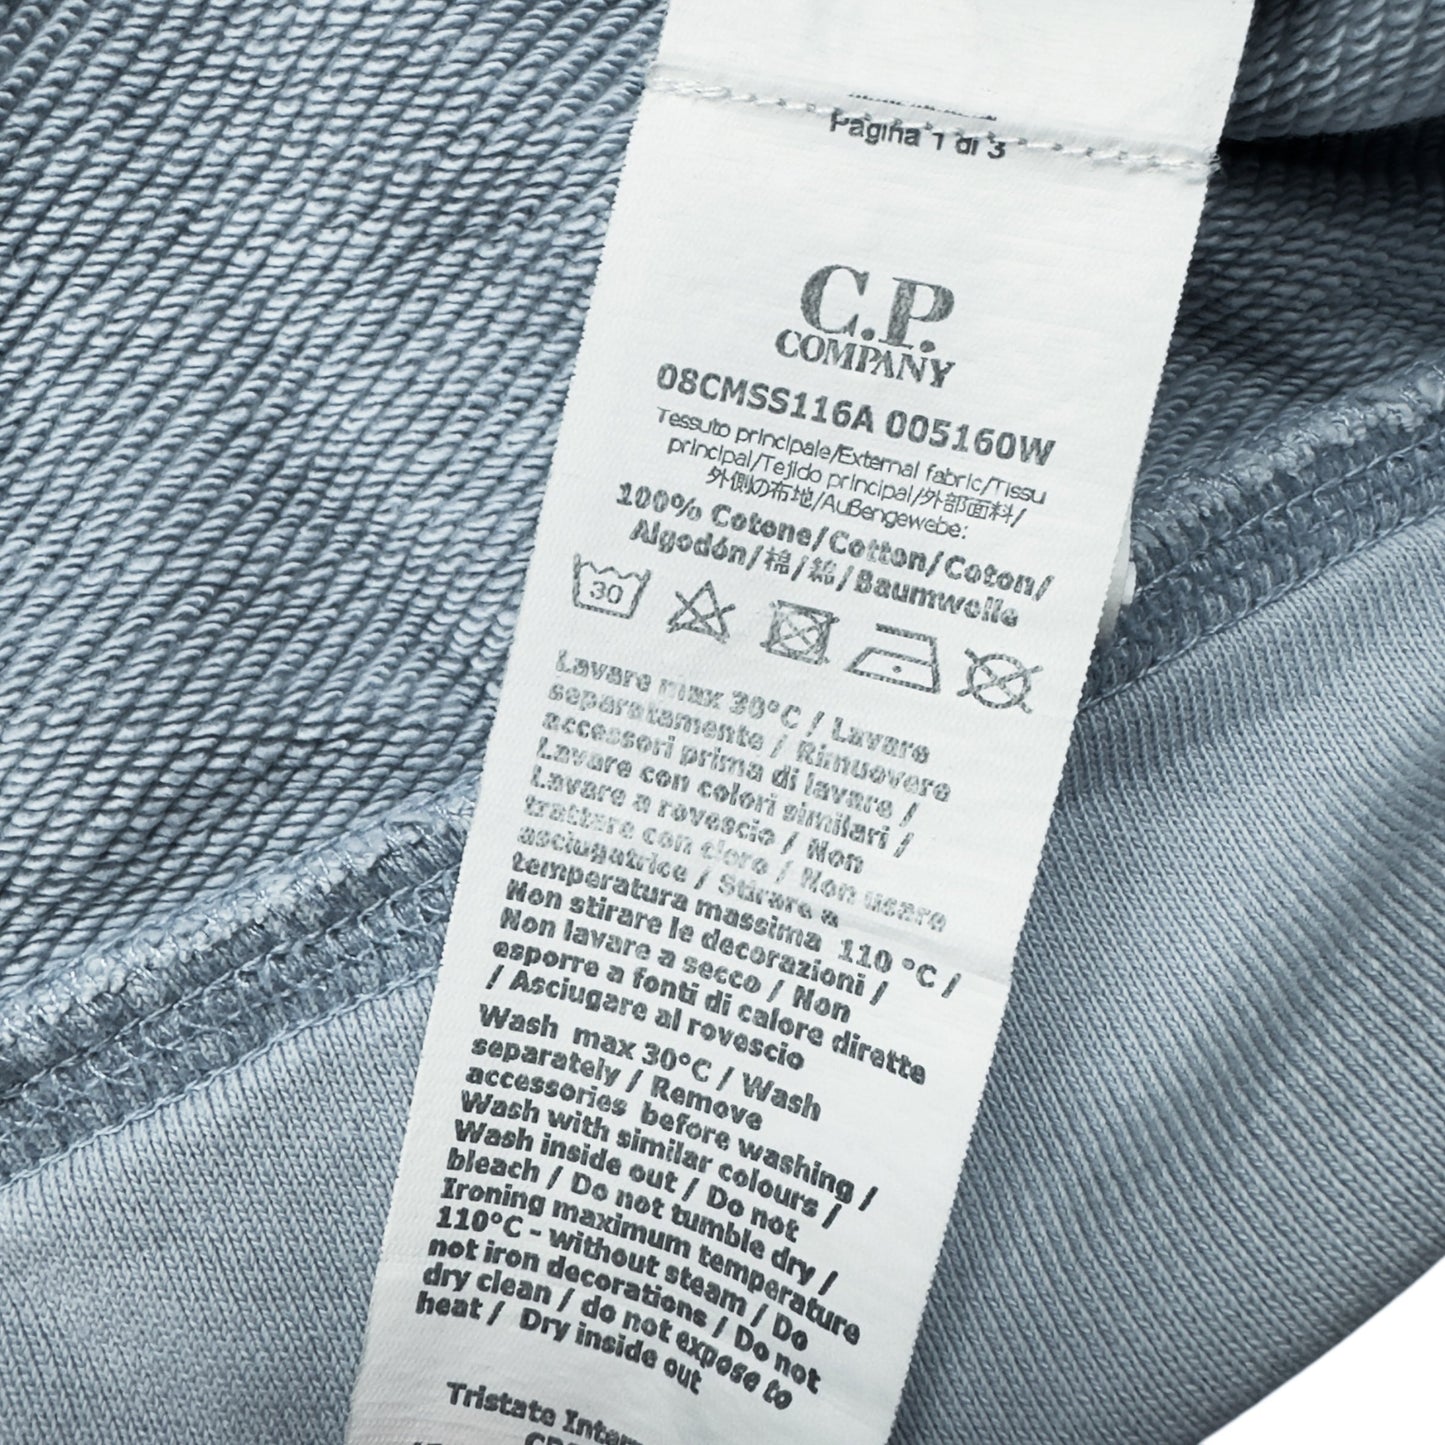 Pagina 1 di 3
C.P.
COMPANY
08CMSS116A 005160W
Tessuto principale/External fabric/Tissu
principal/Tejido principal/外部面料/
外側の布地/Außengewebe:
100% Cotone/Cotton/Coton/
Algodón/棉/綿/Baumwolle
30
Lavare max 30°C / Lavare
separatamente / Rimuovere
accessori prima di lavare /
Lavare con colori similari /
Lavare a rovescio / Non
trattare con cloro / Non usare
asciugatrice / Stirare a
temperatura massima 110 °C /
Non stirare le decorazioni /
Non lavare a secco / Non
esporre a fonti di calore dirette
/ Asciugare al rovescio
Wash max 30°C / Wash
separately / Remove
accessories before washing /
Wash with similar colours /
Wash inside out / Do not
bleach / Do not tumble dry /
Ironing maximum temperature
110°C - without steam / Do
not iron decorations / Do not
dry clean / do not expose to
heat / Dry inside out
Tristate